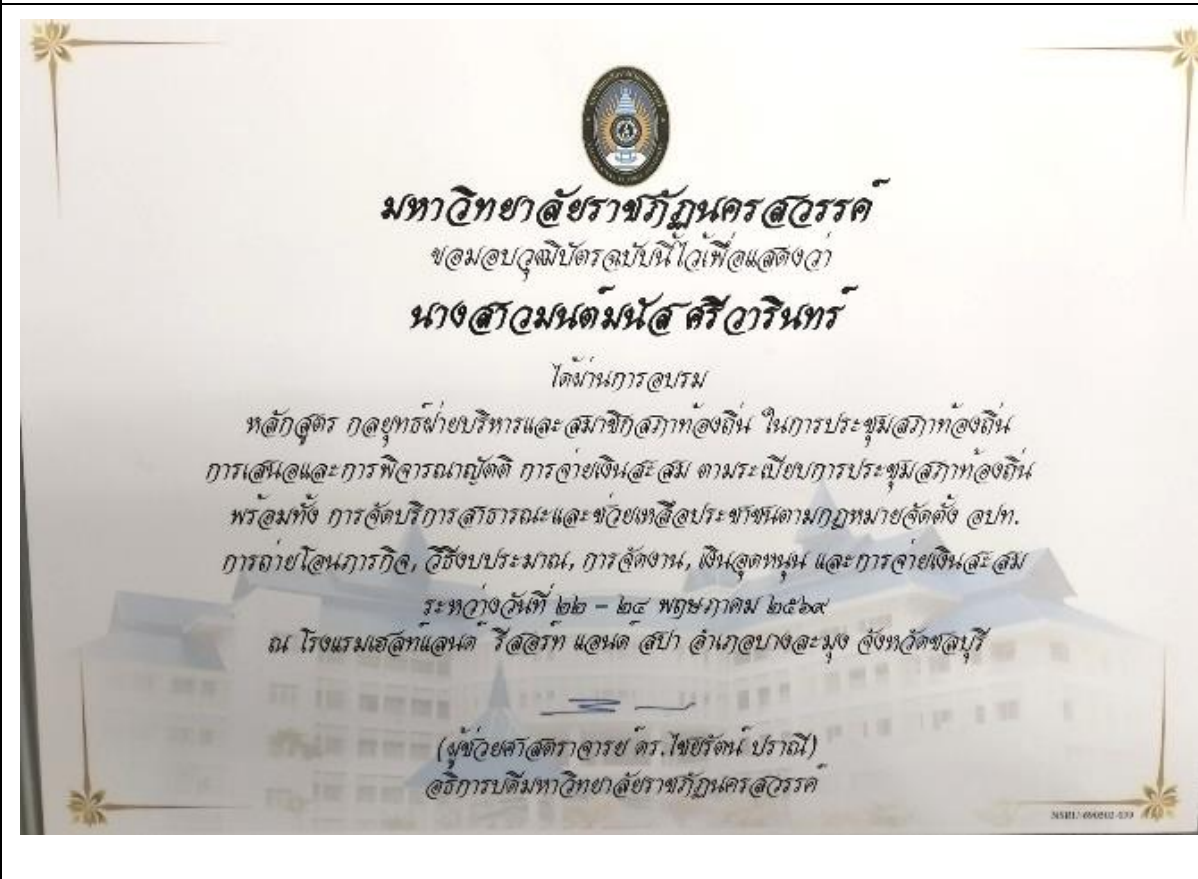 มหาวิทยาลัยราชภัฏนครสวรรค์
ขอมอบวุฒิบัตรฉบับนี้ไว้เพื่อแสดงว่า
นางสาวมนต์มนัส ศรีวารินทร์
ได้ผ่านการอบรม
หลักสูตร กลยุทธ์ฝ่ายบริหารและสมาชิกสภาท้องถิ่น ในการประชุมสภาท้องถิ่น
การเสนอและการพิจารณาญัตติ การจ่ายเงินสะสม ตามระเบียบการประชุมสภาท้องถิ่น
พร้อมทั้ง การจัดบริการสาธารณะและช่วยเหลือประชาชนตามกฎหมายจัดตั้ง อปท.
การถ่ายโอนภารกิจ, วิธีงบประมาณ, การจัดงาน, เงินอุดหนุน และการจ่ายเงินสะสม
ระหว่างวันที่ ๒๒ - ๒๔ พฤษภาคม ๒๕๖๙
ณ โรงแรมเฮสท์แลนด์ รีสอร์ท แอนด์ สปา อำเภอบางละมุง จังหวัดชลบุรี
(ผู้ช่วยศาสตราจารย์ ดร.ไชยรัตน์ ปราณี)
อธิการบดีมหาวิทยาลัยราชภัฏนครสวรรค์